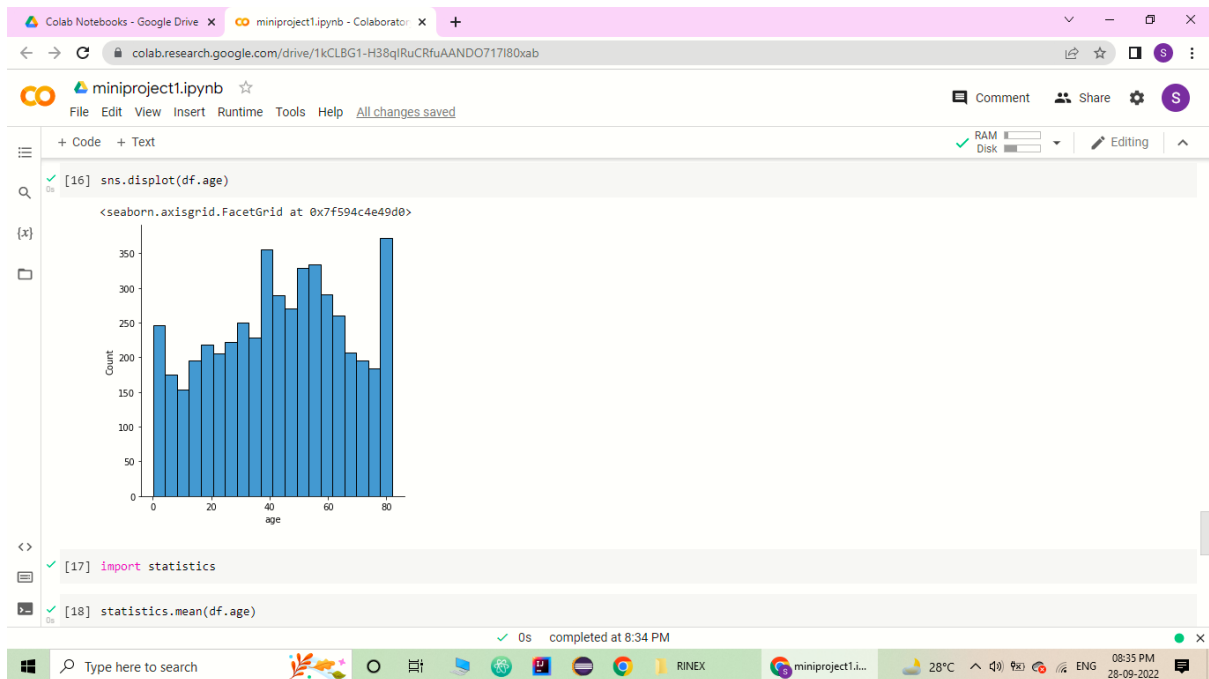 Colab Notebooks - Google Drive
miniproject1.ipynb - Colaborator
colab.research.google.com/drive/1kCLBG1-H38qIRuCRfuAANDO717I80xab
S
miniproject1.ipynb
File Edit View Insert Runtime Tools Help All changes saved
Comment Share S
+ Code + Text
RAM
Disk
Editing
[16] sns.displot(df.age)
0s
<seaborn.axisgrid.FacetGrid at 0x7f594c4e49d0>
{x}
350
300
250
200
150
100
50
0
Count
0 20 40 60 80
age
[17] import statistics
[18] statistics.mean(df.age)
0s
0s completed at 8:34 PM
Type here to search
RINEX
miniproject1.i...
28°C
ENG
08:35 PM
28-09-2022